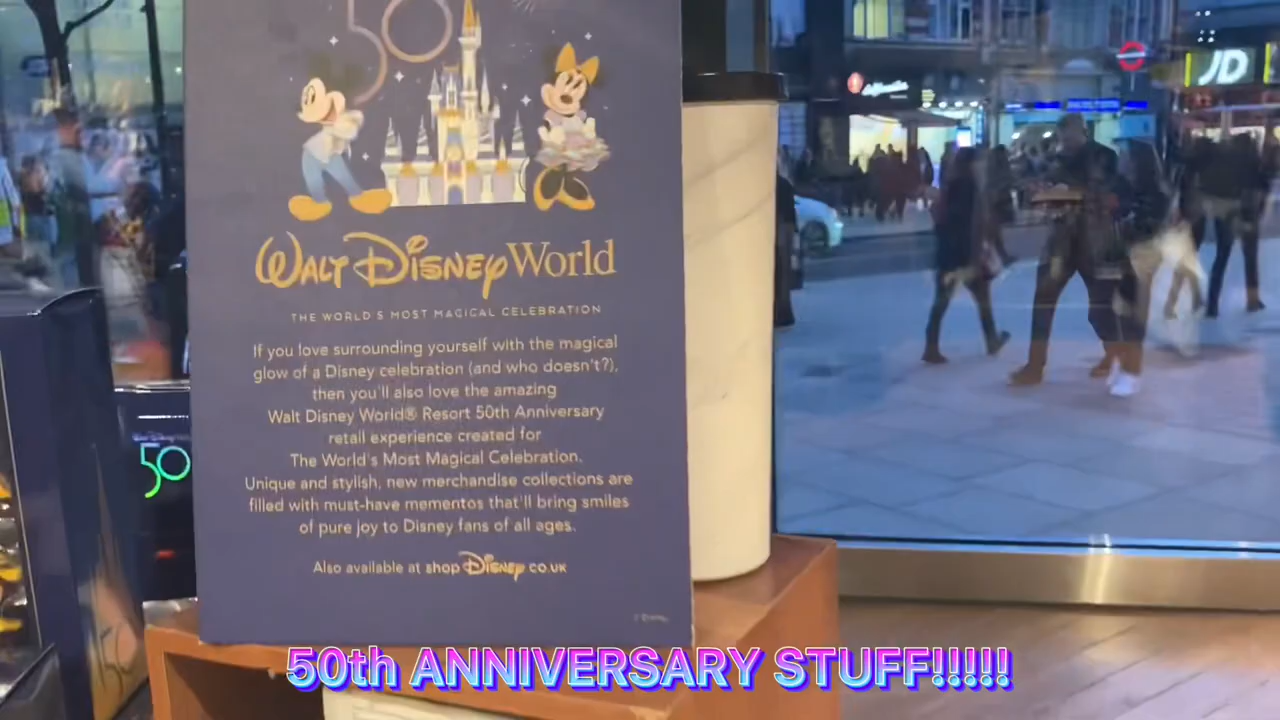 50
WALT DISNEY World
THE WORLD'S MOST MAGICAL CELEBRATION
If you love surrounding yourself with the magical
glow of a Disney celebration (and who doesn't?),
then you'll also love the amazing
Walt Disney World® Resort 50th Anniversary
retail experience created for
The World's Most Magical Celebration.
Unique and stylish, new merchandise collections are
filled with must-have mementos that'll bring smiles
of pure joy to Disney fans of all ages.
Also available at shop Disney.co.uk
50
50
JD
50th ANNIVERSARY STUFF!!!!!